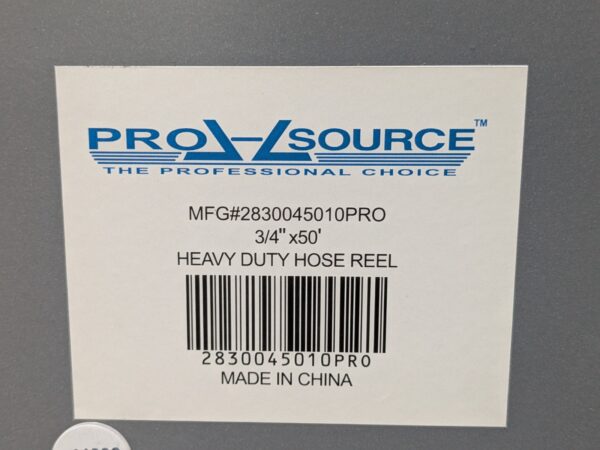 PRO SOURCE™
THE PROFESSIONAL CHOICE
MFG#2830045010PRO
3/4" x50'
HEAVY DUTY HOSE REEL
2830045010PRO
MADE IN CHINA